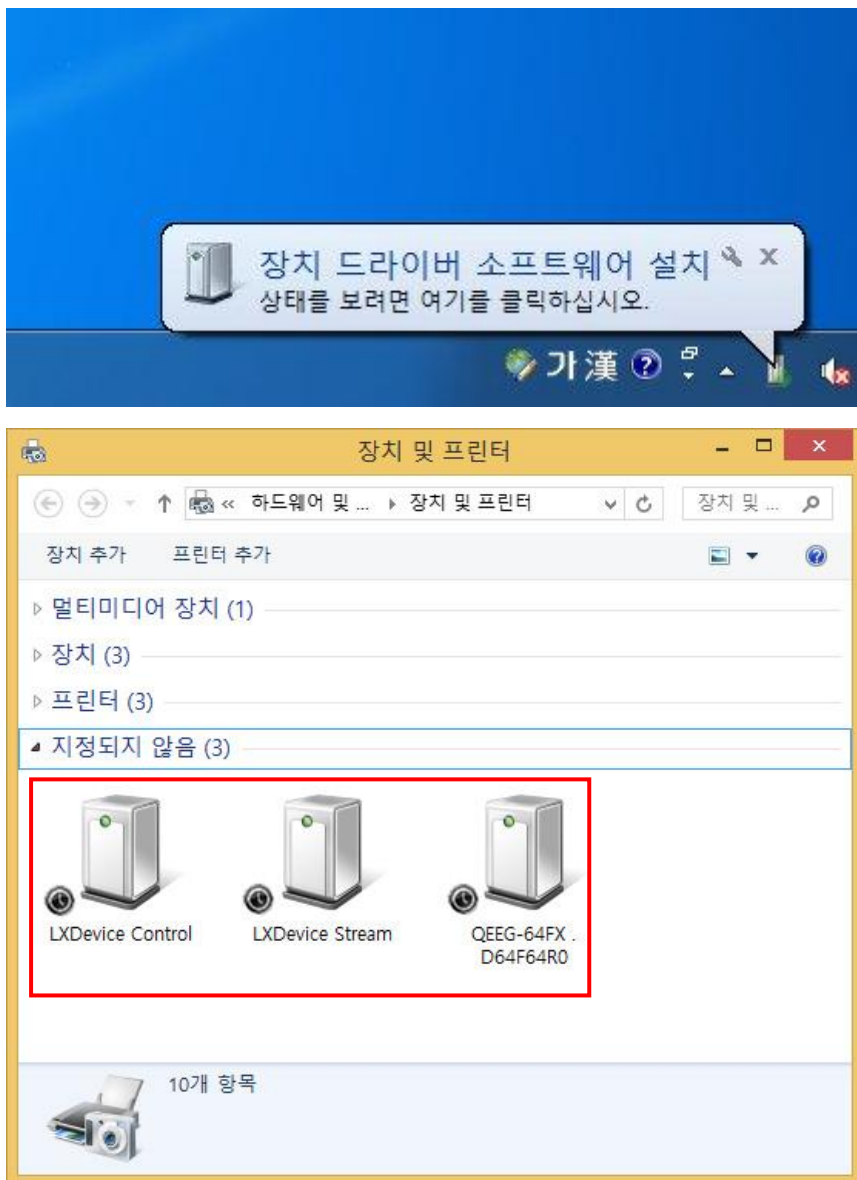 장치 드라이버 소프트웨어 설치
상태를 보려면 여기를 클릭하십시오.
가漢
장치 및 프린터
« 하드웨어 및 ... 장치 및 프린터
장치 및 ...
장치 추가 프린터 추가
멀티미디어 장치 (1)
장치 (3)
프린터 (3)
지정되지 않음 (3)
LXDevice Control
LXDevice Stream
QEEG-64FX .
D64F64R0
10개 항목